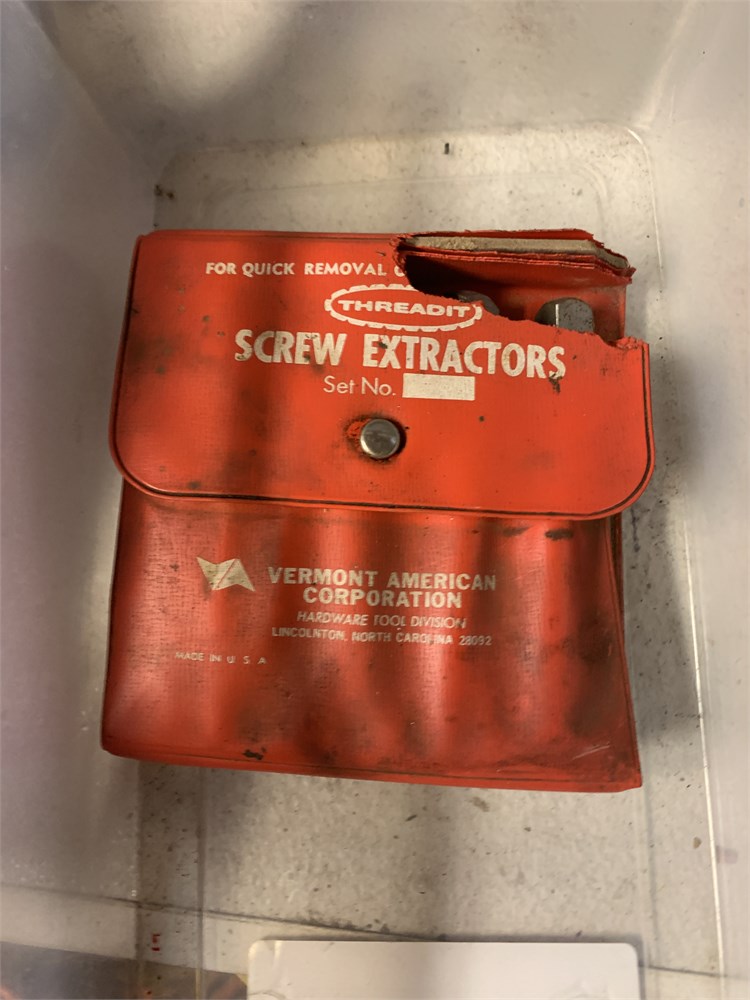 FOR QUICK REMOVAL
THREADIT
SCREW EXTRACTORS
Set No.
VERMONT AMERICAN
CORPORATION
HARDWARE TOOL DIVISION
LINCOLNTON, NORTH CAROLINA 28092
MADE IN U S A
5